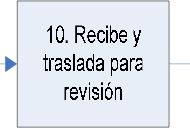 10. Recibe y
traslada para
revisión